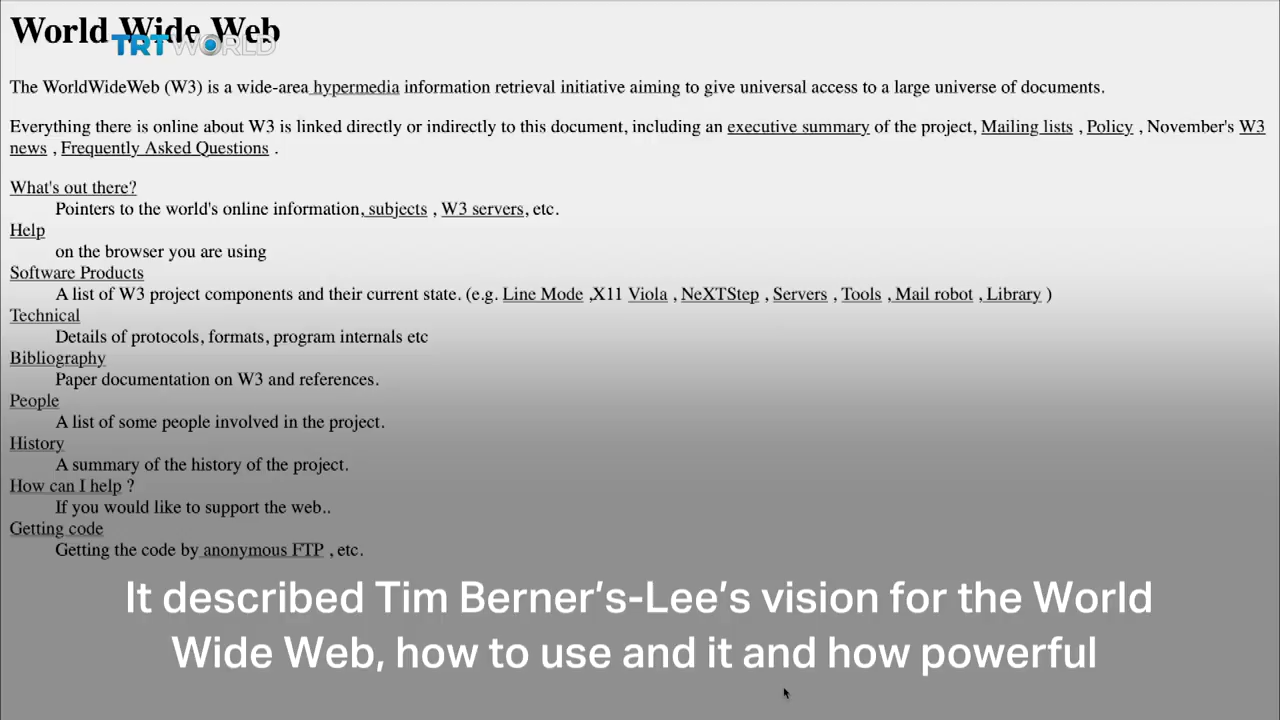 World Wide Web
TRT WORLD
The WorldWideWeb (W3) is a wide-area hypermedia information retrieval initiative aiming to give universal access to a large universe of documents.
Everything there is online about W3 is linked directly or indirectly to this document, including an executive summary of the project, Mailing lists , Policy , November's W3
news , Frequently Asked Questions .
What's out there?
Pointers to the world's online information, subjects , W3 servers, etc.
Help
on the browser you are using
Software Products
A list of W3 project components and their current state. (e.g. Line Mode ,X11 Viola , NeXTStep , Servers , Tools , Mail robot , Library )
Technical
Details of protocols, formats, program internals etc
Bibliography
Paper documentation on W3 and references.
People
A list of some people involved in the project.
History
A summary of the history of the project.
How can I help ?
If you would like to support the web..
Getting code
Getting the code by anonymous FTP , etc.
It described Tim Berner’s-Lee’s vision for the World
Wide Web, how to use and it and how powerful